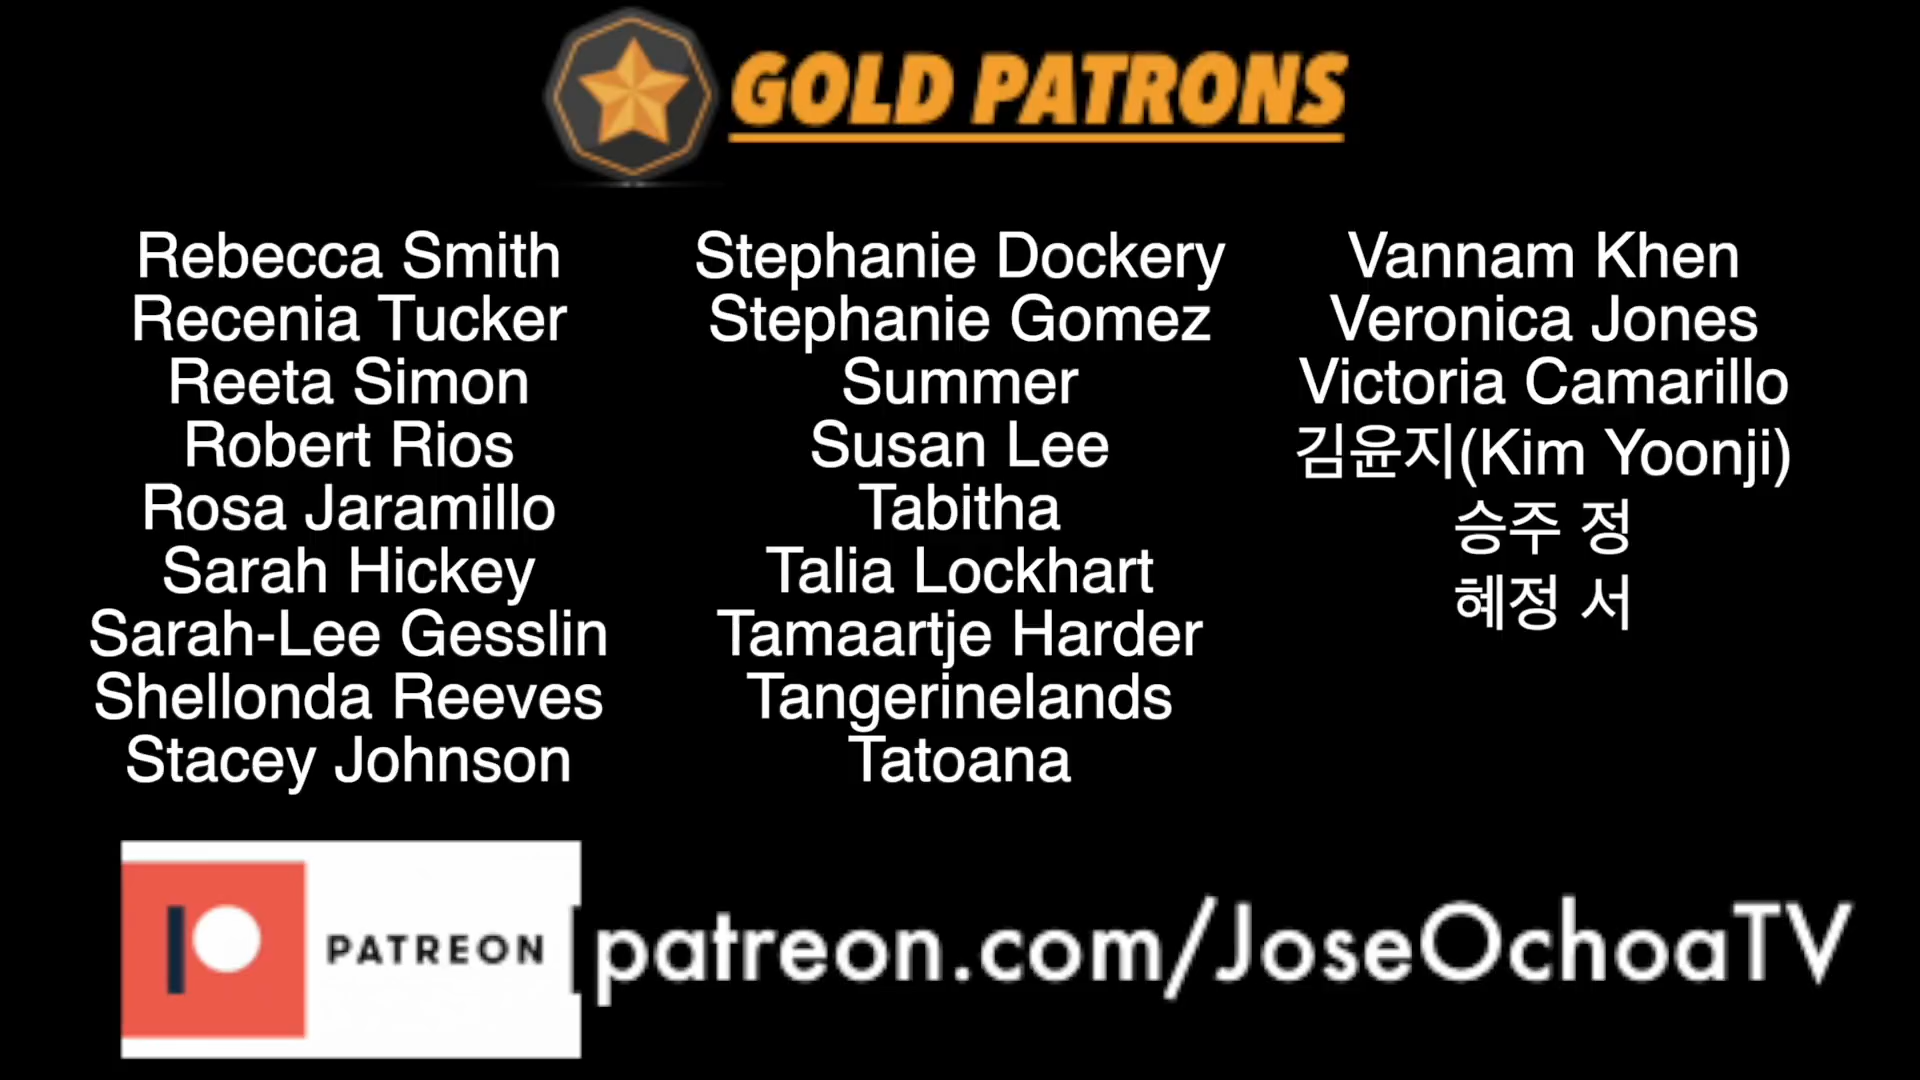 GOLD PATRONS
Rebecca Smith
Recenia Tucker
Reeta Simon
Robert Rios
Rosa Jaramillo
Sarah Hickey
Sarah-Lee Gesslin
Shellonda Reeves
Stacey Johnson
Stephanie Dockery
Stephanie Gomez
Summer
Susan Lee
Tabitha
Talia Lockhart
Tamaartje Harder
Tangerinelands
Tatoana
Vannam Khen
Veronica Jones
Victoria Camarillo
김윤지(Kim Yoonji)
승주 정
혜정 서
PATREON
patreon.com/JoseOchoaTV